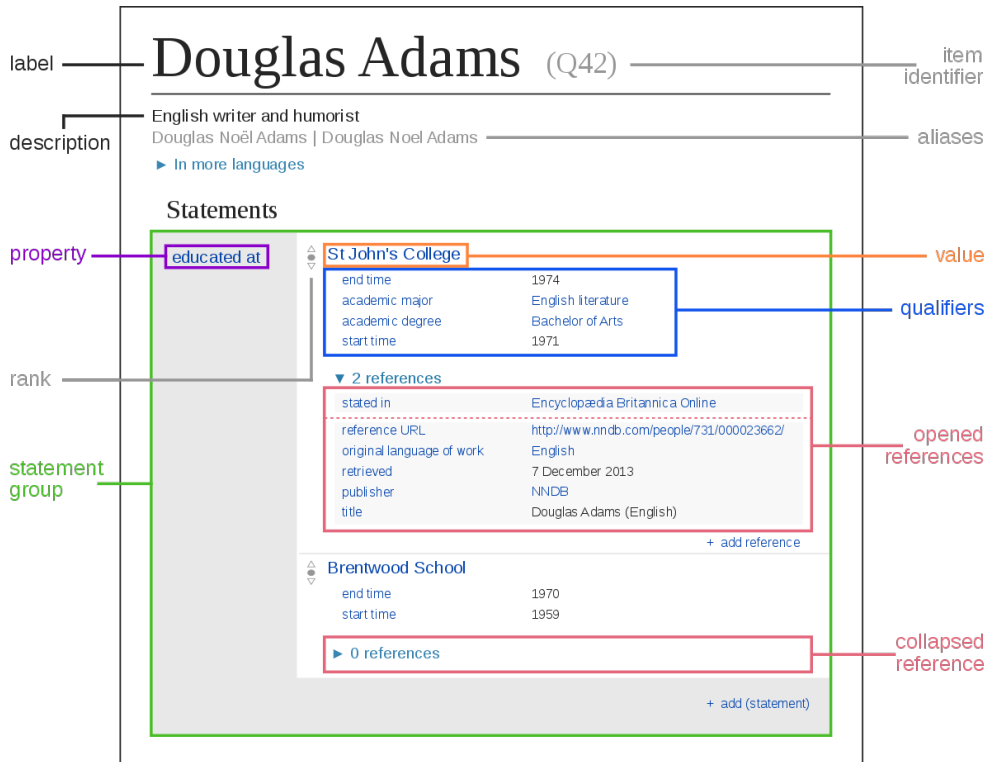 label
Douglas Adams (Q42)
item
identifier
description
English writer and humorist
Douglas Noël Adams | Douglas Noel Adams
aliases
► In more languages
Statements
property
educated at
St John's College
value
end time 1974
academic major English literature
academic degree Bachelor of Arts
start time 1971
qualifiers
rank
▼ 2 references
stated in Encyclopædia Britannica Online
reference URL http://www.nndb.com/people/731/000023662/
original language of work English
retrieved 7 December 2013
publisher NNDB
title Douglas Adams (English)
opened
references
statement
group
+ add reference
Brentwood School
end time 1970
start time 1959
► 0 references
collapsed
reference
+ add (statement)